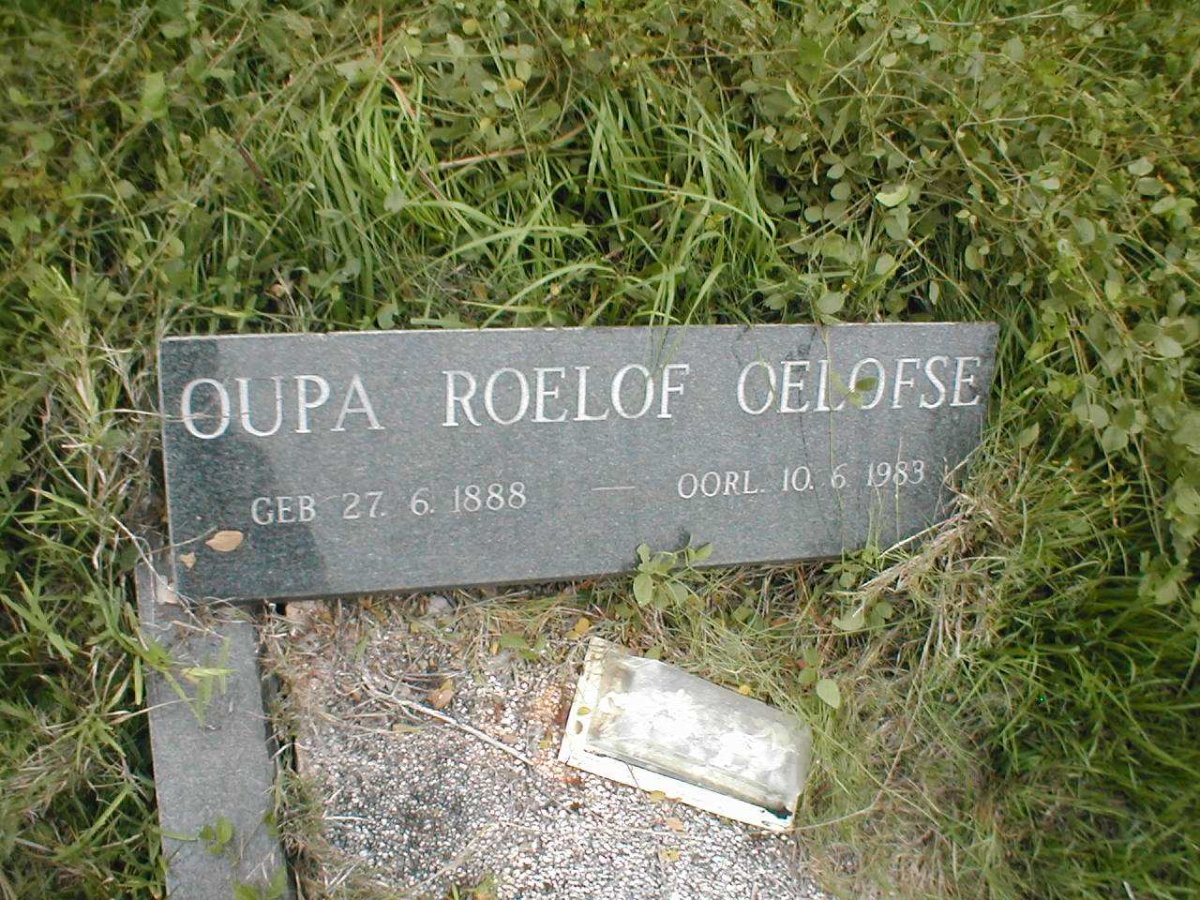 OUPA ROELOF OELOFSE
GEB 27. 6. 1888 — OORL. 10. 6 1983